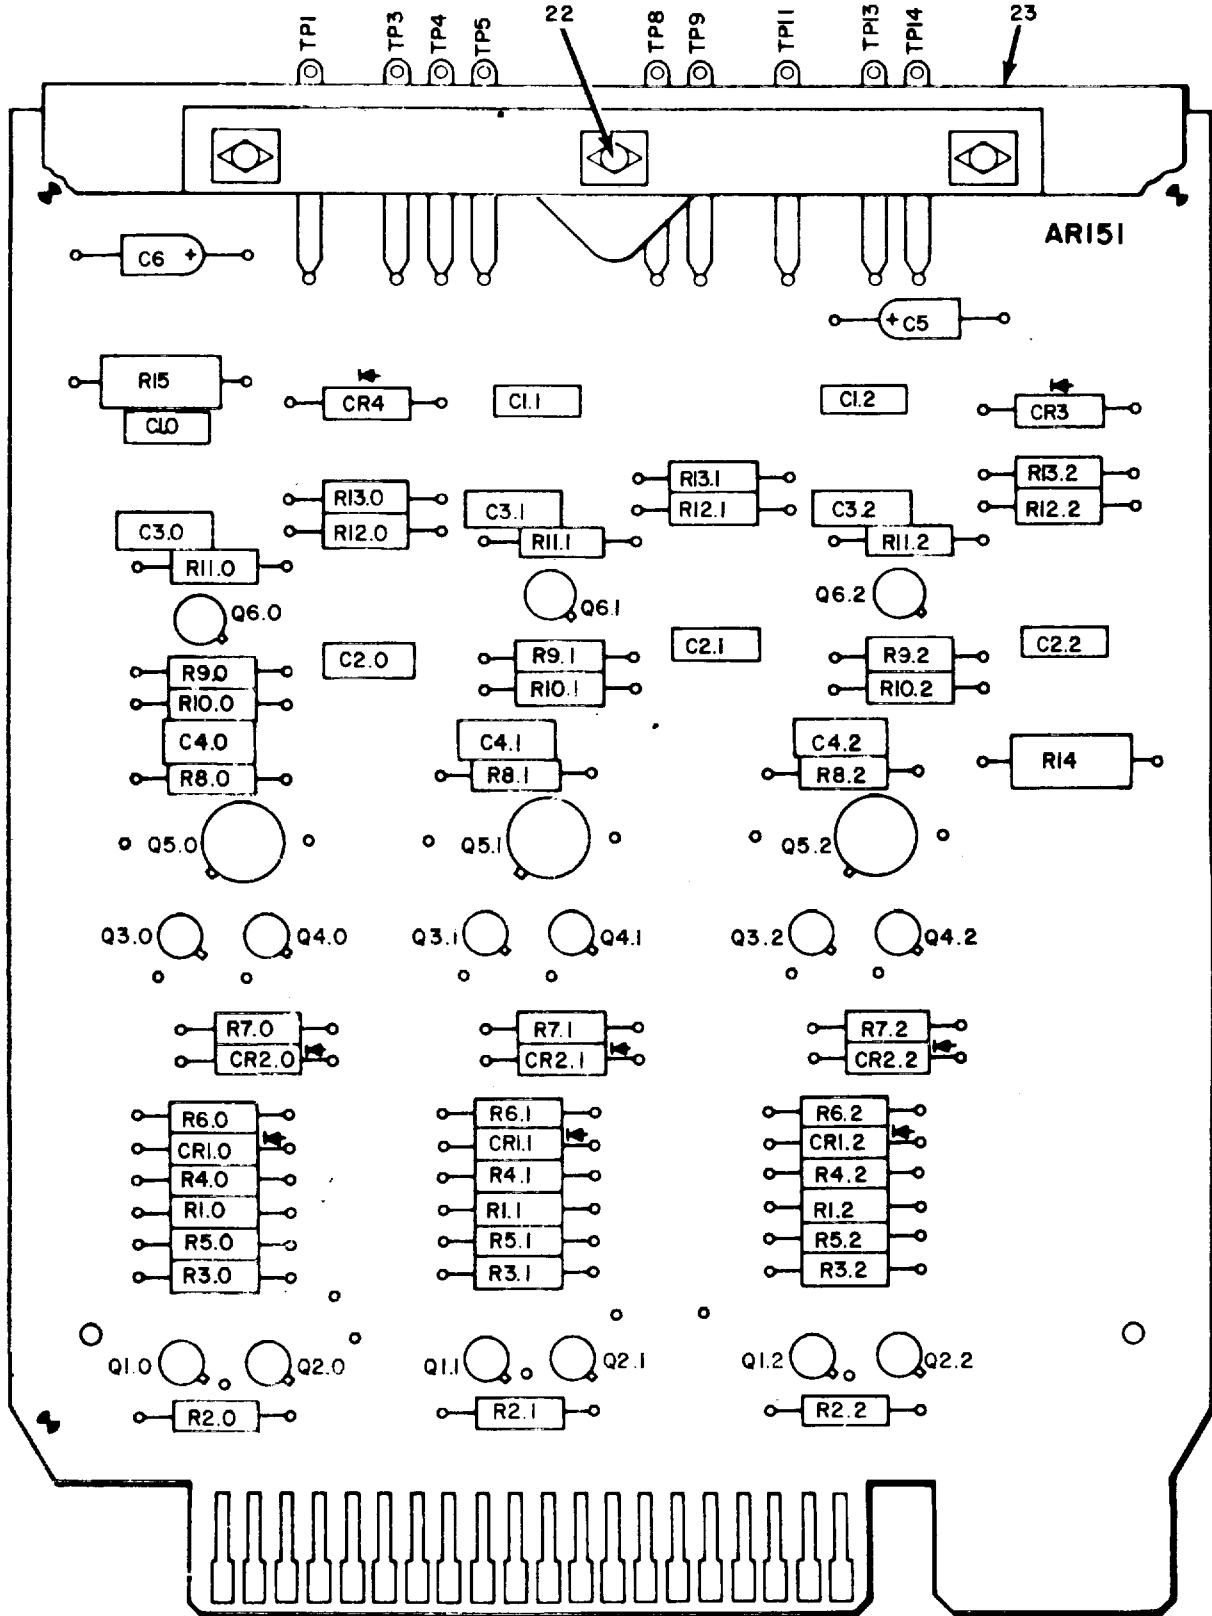 TP1 TP3 TP4 TP5 22 TP8 TP9 TP11 TP13 TP14 23
AR151
C6 +
+ C5
R15 CR4 C1.1 C1.2 CR3
C1.0
R13.0 R13.1 R13.2
R12.0 C3.1 R12.1 C3.2 R12.2
C3.0 R11.1 R11.2
R11.0
Q6.0 Q6.1 Q6.2
C2.0 C2.1 C2.2
R9.0 R9.1 R9.2
R10.0 R10.1 R10.2
C4.0 C4.1 C4.2 R14
R8.0 R8.1 R8.2
Q5.0 Q5.1 Q5.2
Q3.0 Q4.0 Q3.1 Q4.1 Q3.2 Q4.2
R7.0 R7.1 R7.2
CR2.0 CR2.1 CR2.2
R6.0 R6.1 R6.2
CR1.0 CR1.1 CR1.2
R4.0 R4.1 R4.2
R1.0 R1.1 R1.2
R5.0 R5.1 R5.2
R3.0 R3.1 R3.2
Q1.0 Q2.0 Q1.1 Q2.1 Q1.2 Q2.2
R2.0 R2.1 R2.2